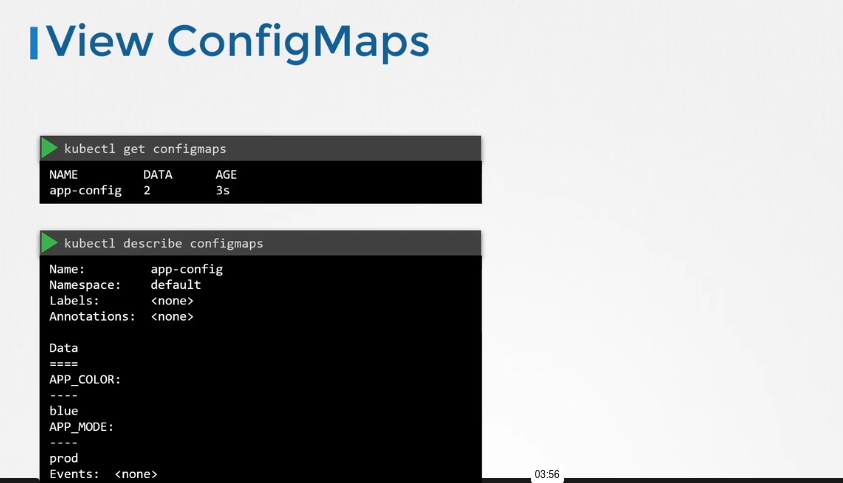 View ConfigMaps
kubectl get configmaps
NAME DATA AGE
app-config 2 3s
kubectl describe configmaps
Name: app-config
Namespace: default
Labels: <none>
Annotations: <none>
Data
====
APP_COLOR:
----
blue
APP_MODE:
----
prod
Events: <none>
03:56